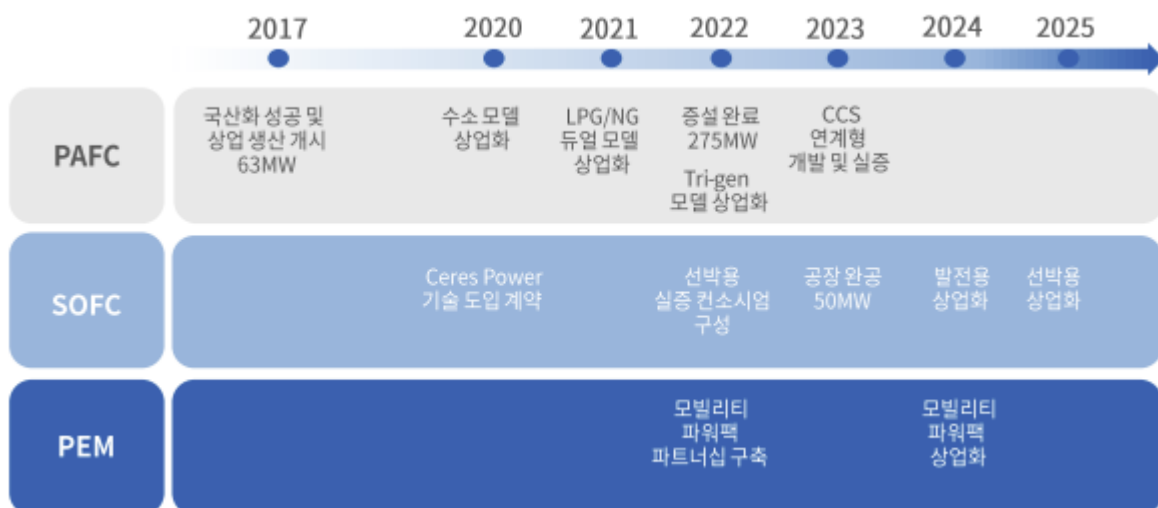 2017 2020 2021 2022 2023 2024 2025
PAFC
국산화 성공 및
상업 생산 개시
63MW
수소 모델
상업화
LPG/NG
듀얼 모델
상업화
증설 완료
275MW
Tri-gen
모델 상업화
CCS
연계형
개발 및 실증
SOFC
Ceres Power
기술 도입 계약
선박용
실증 컨소시엄
구성
공장 완공
50MW
발전용
상업화
선박용
상업화
PEM
모빌리티
파워팩
파트너십 구축
모빌리티
파워팩
상업화